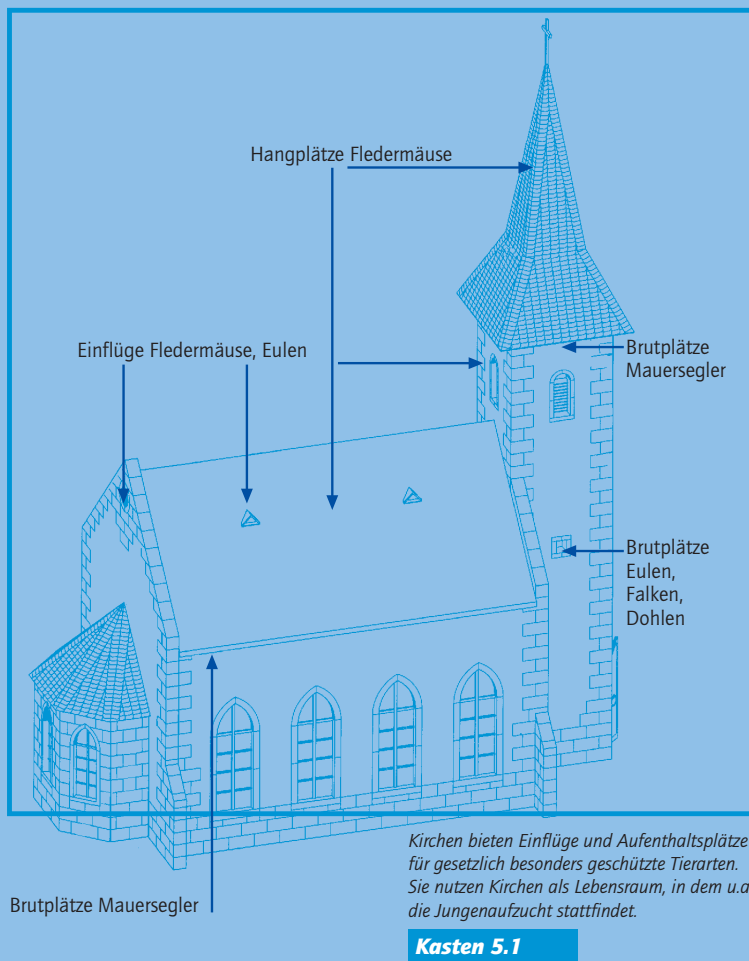 Hangplätze Fledermäuse
Einflüge Fledermäuse, Eulen
Brutplätze
Mauersegler
Brutplätze
Eulen,
Falken,
Dohlen
Kirchen bieten Einflüge und Aufenthaltsplätze
für gesetzlich besonders geschützte Tierarten.
Sie nutzen Kirchen als Lebensraum, in dem u.a
die Jungenaufzucht stattfindet.
Brutplätze Mauersegler
Kasten 5.1